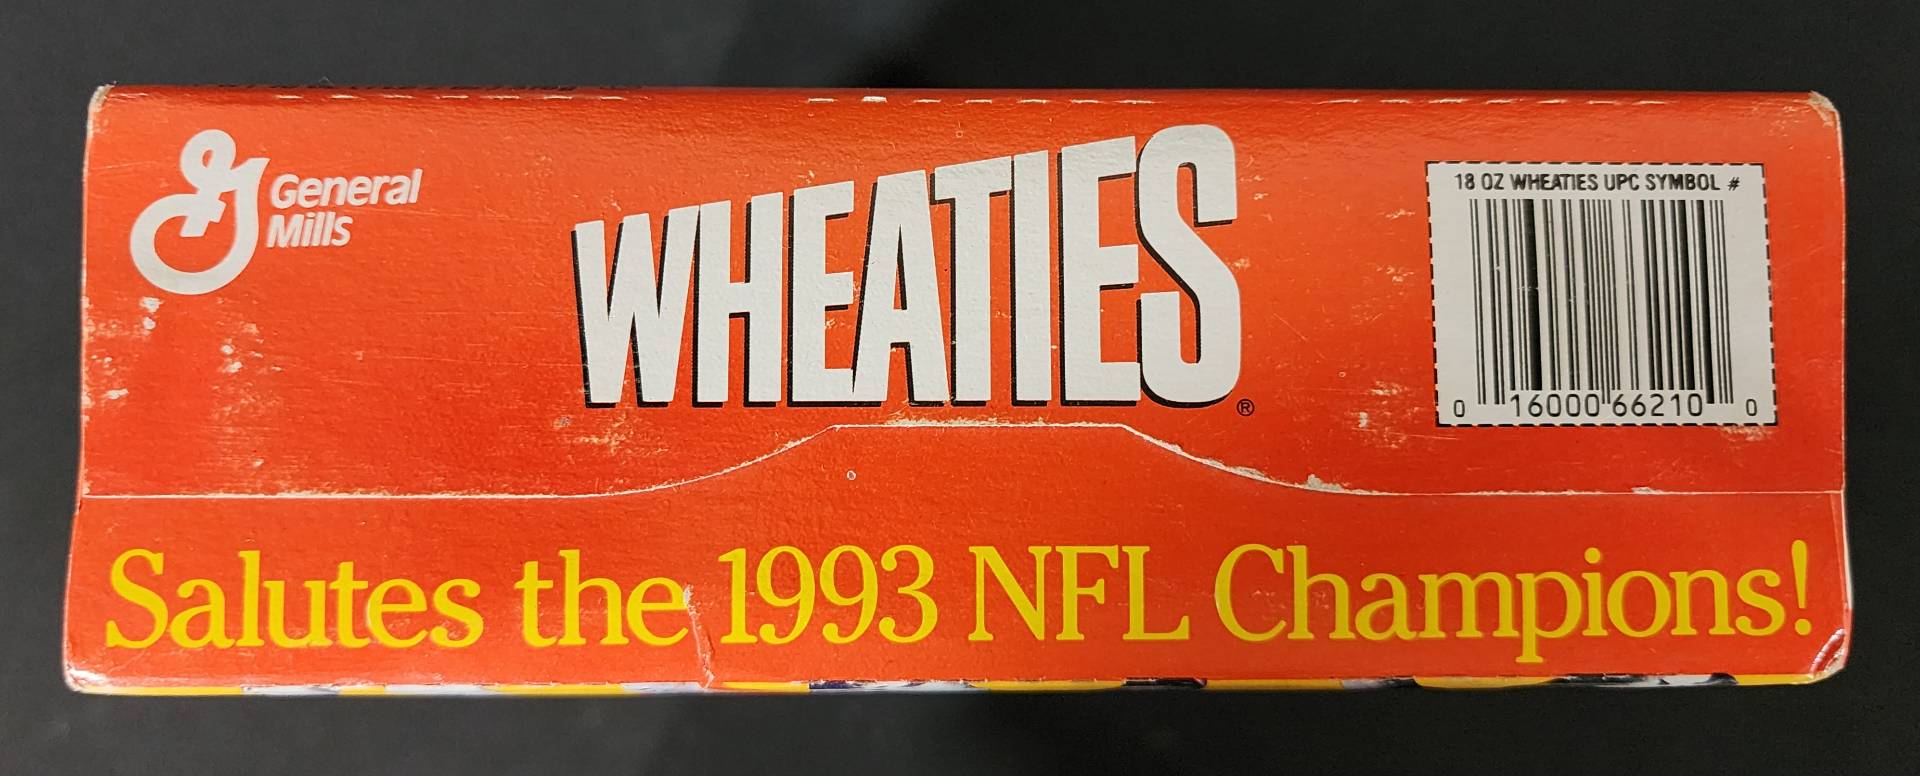 General
Mills
WHEATIES®
18 OZ WHEATIES UPC SYMBOL #
0 16000 66210 0
Salutes the 1993 NFL Champions!